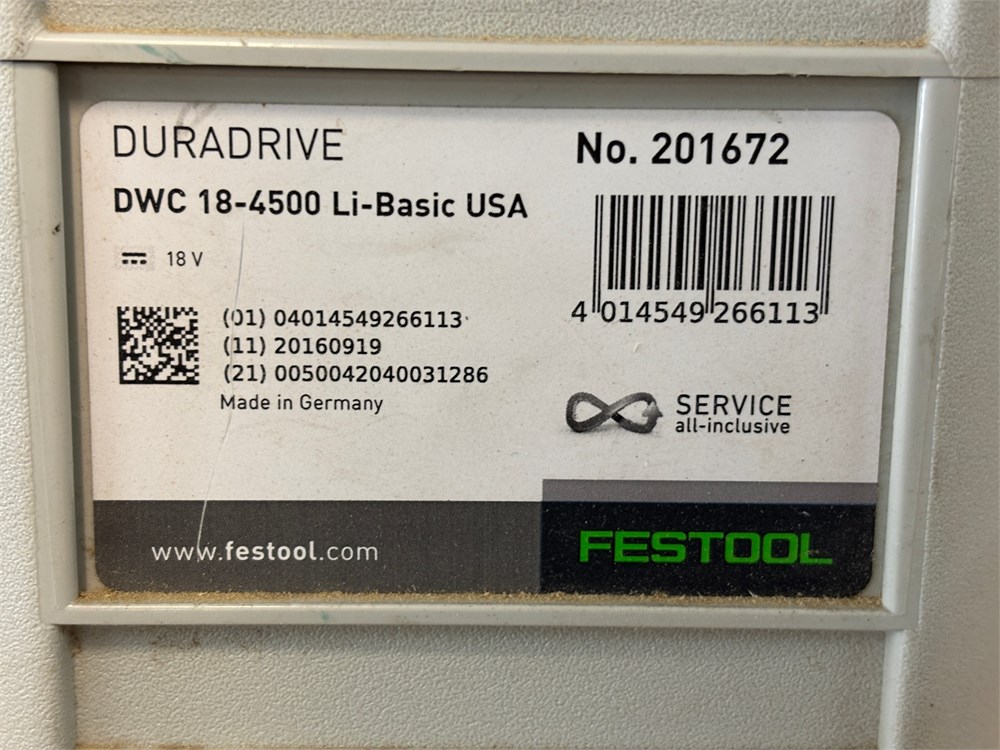 DURADRIVE
No. 201672
DWC 18-4500 Li-Basic USA
18 V
4 014549 266113
(01) 04014549266113
(11) 20160919
(21) 0050042040031286
Made in Germany
SERVICE
all-inclusive
www.festool.com
FESTOOL